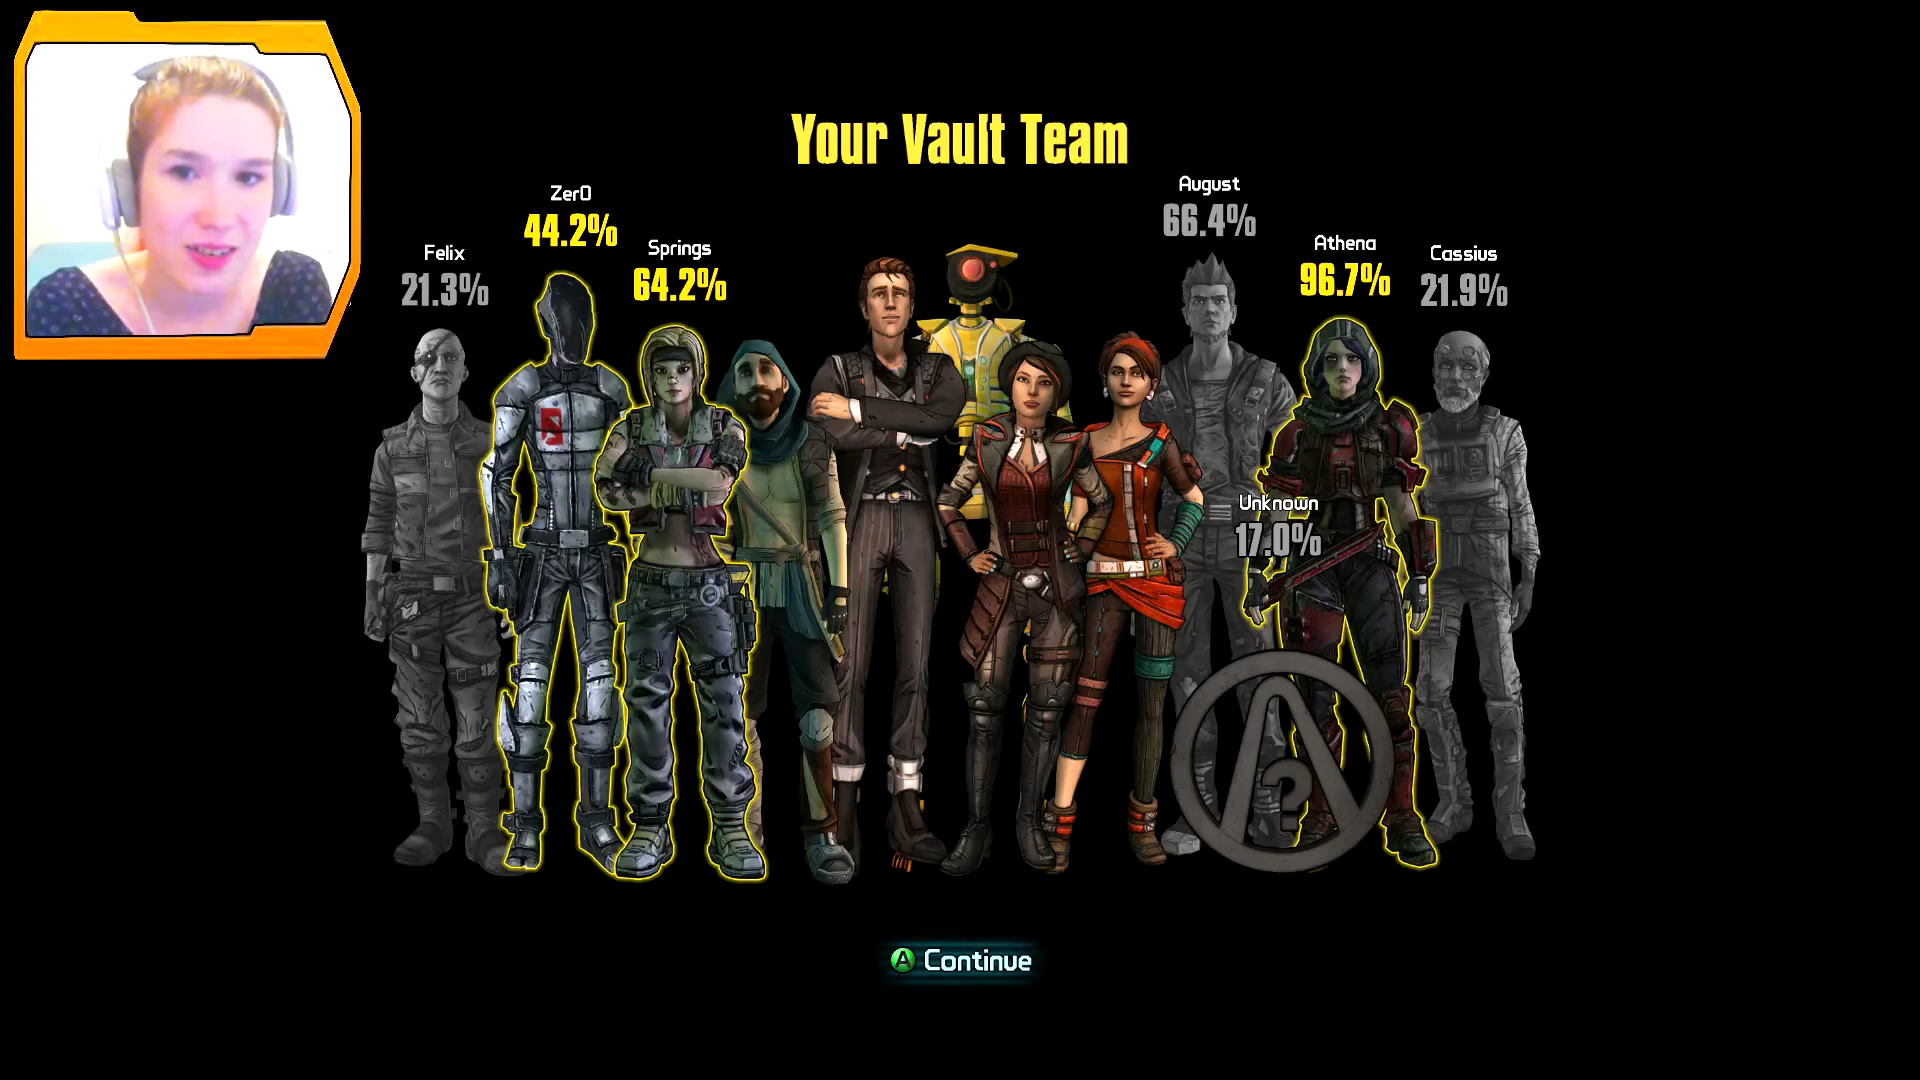 Your Vault Team
Felix
21.3%
Zer0
44.2%
Springs
64.2%
August
66.4%
Athena
96.7%
Cassius
21.9%
Unknown
17.0%
?
A Continue